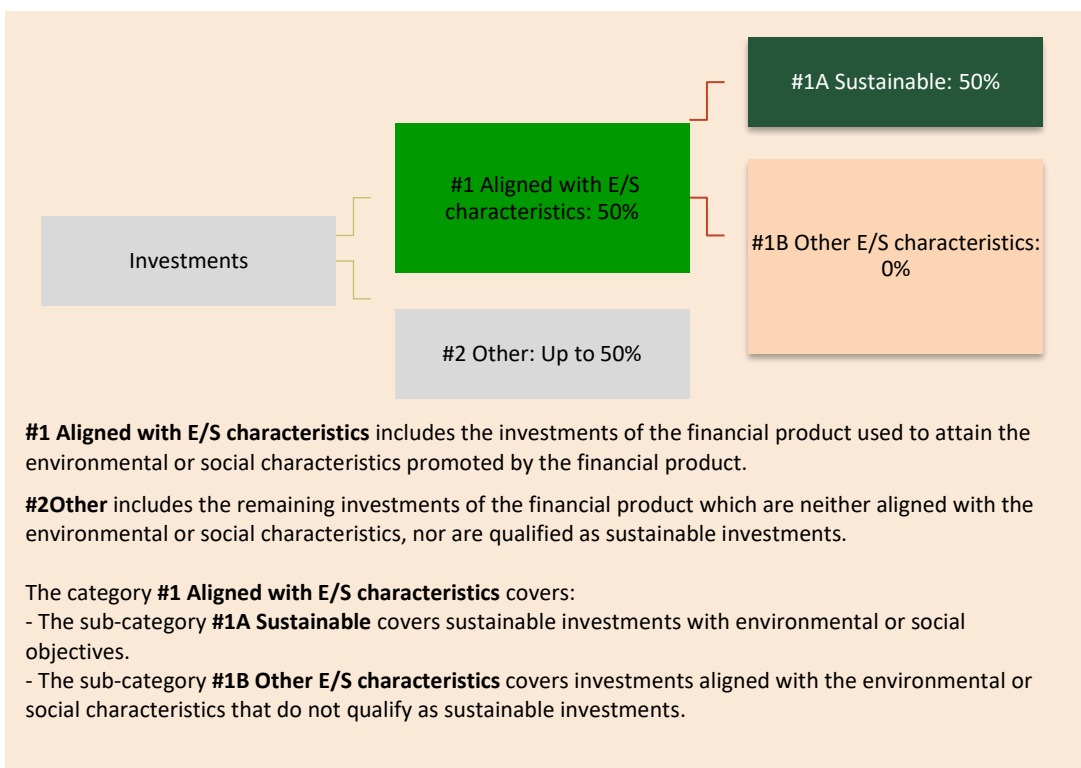 #1A Sustainable: 50%
#1 Aligned with E/S
characteristics: 50%
#1B Other E/S characteristics:
0%
Investments
#2 Other: Up to 50%
#1 Aligned with E/S characteristics includes the investments of the financial product used to attain the
environmental or social characteristics promoted by the financial product.
#2Other includes the remaining investments of the financial product which are neither aligned with the
environmental or social characteristics, nor are qualified as sustainable investments.
The category #1 Aligned with E/S characteristics covers:
- The sub-category #1A Sustainable covers sustainable investments with environmental or social
objectives.
- The sub-category #1B Other E/S characteristics covers investments aligned with the environmental or
social characteristics that do not qualify as sustainable investments.